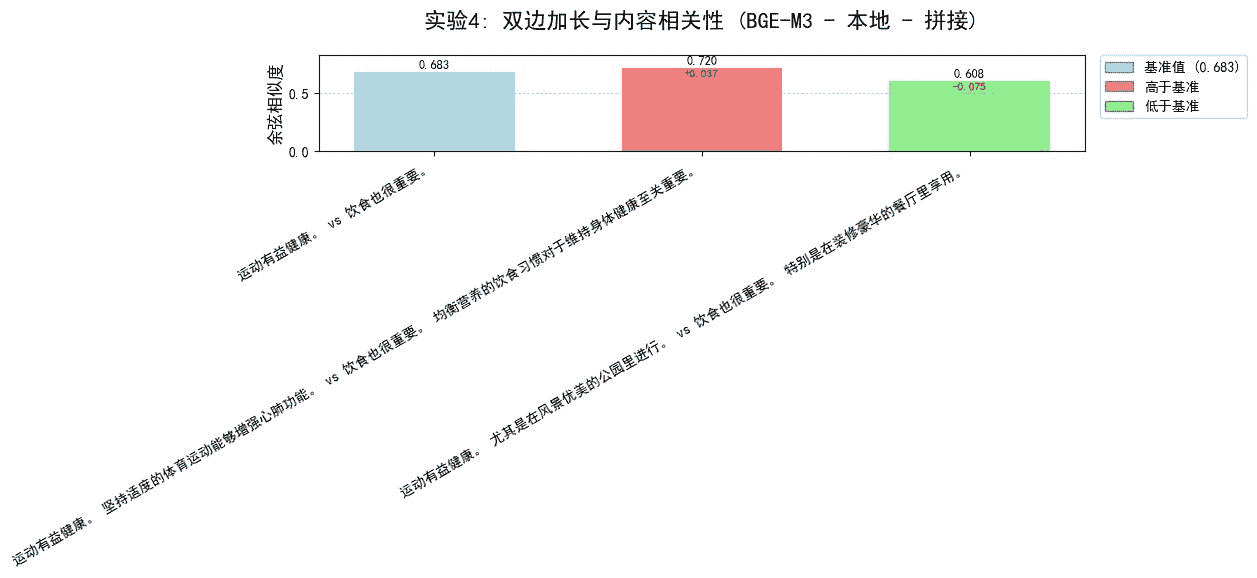 实验4: 双边加长与内容相关性 (BGE-M3 - 本地 - 拼接)
余弦相似度
0.5
0.0
0.683
0.720
+0.037
0.608
-0.075
基准值 (0.683)
高于基准
低于基准
运动有益健康。 vs 饮食也很重要。
运动有益健康。 坚持适度的体育运动能够增强心肺功能。 vs 饮食也很重要。 均衡营养的饮食习惯对于维持身体健康至关重要。
运动有益健康。 尤其是在风景优美的公园里进行。 vs 饮食也很重要。 特别是在装修豪华的餐厅里享用。